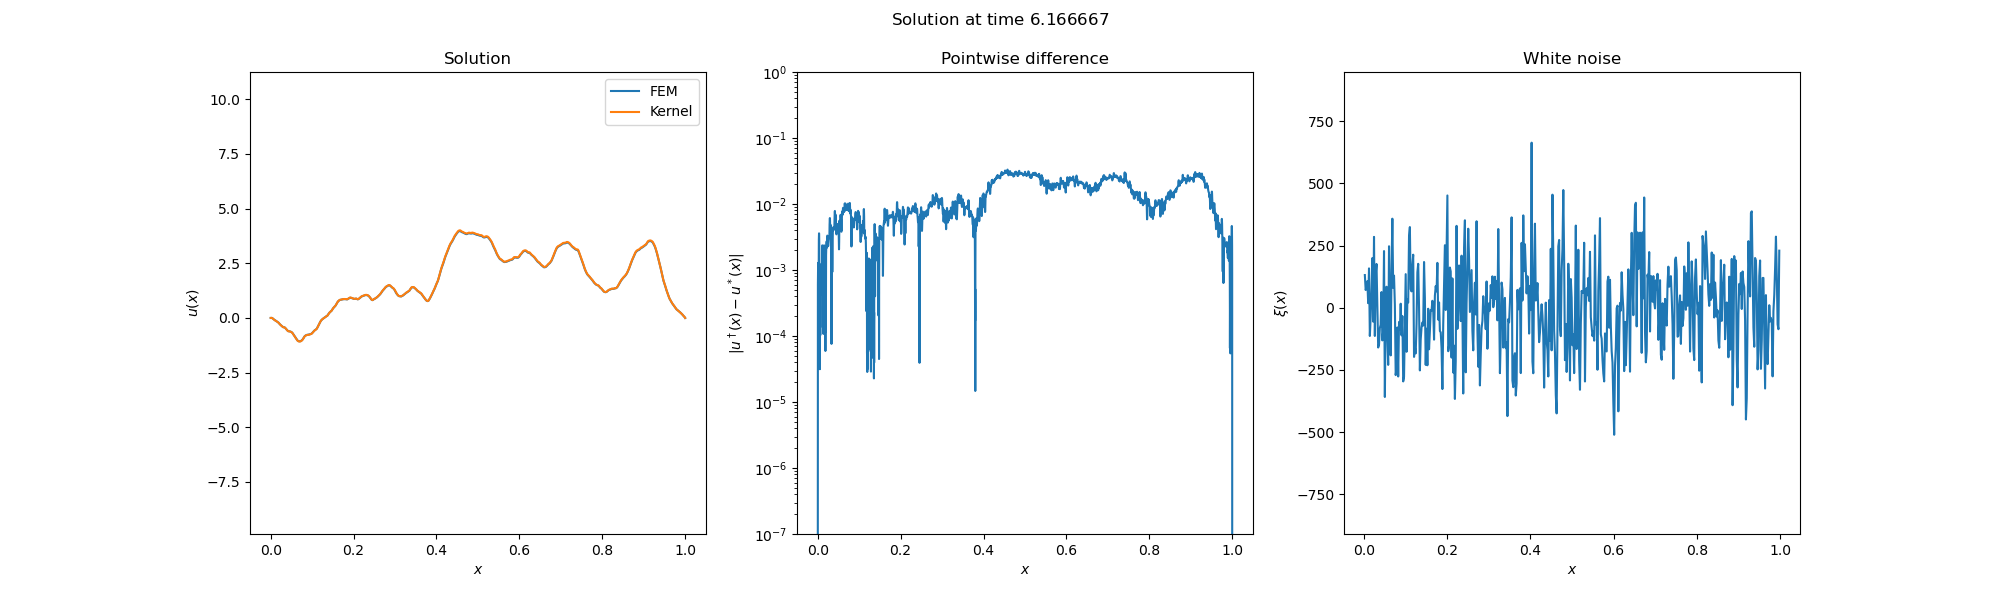 Solution at time 6.166667
Solution
FEM
Kernel
10.0
7.5
5.0
2.5
0.0
−2.5
−5.0
−7.5
u(x)
0.0 0.2 0.4 0.6 0.8 1.0
x
Pointwise difference
10⁰
10⁻¹
10⁻²
10⁻³
10⁻⁴
10⁻⁵
10⁻⁶
10⁻⁷
|u†(x) − u*(x)|
0.0 0.2 0.4 0.6 0.8 1.0
x
White noise
750
500
250
0
−250
−500
−750
ξ(x)
0.0 0.2 0.4 0.6 0.8 1.0
x